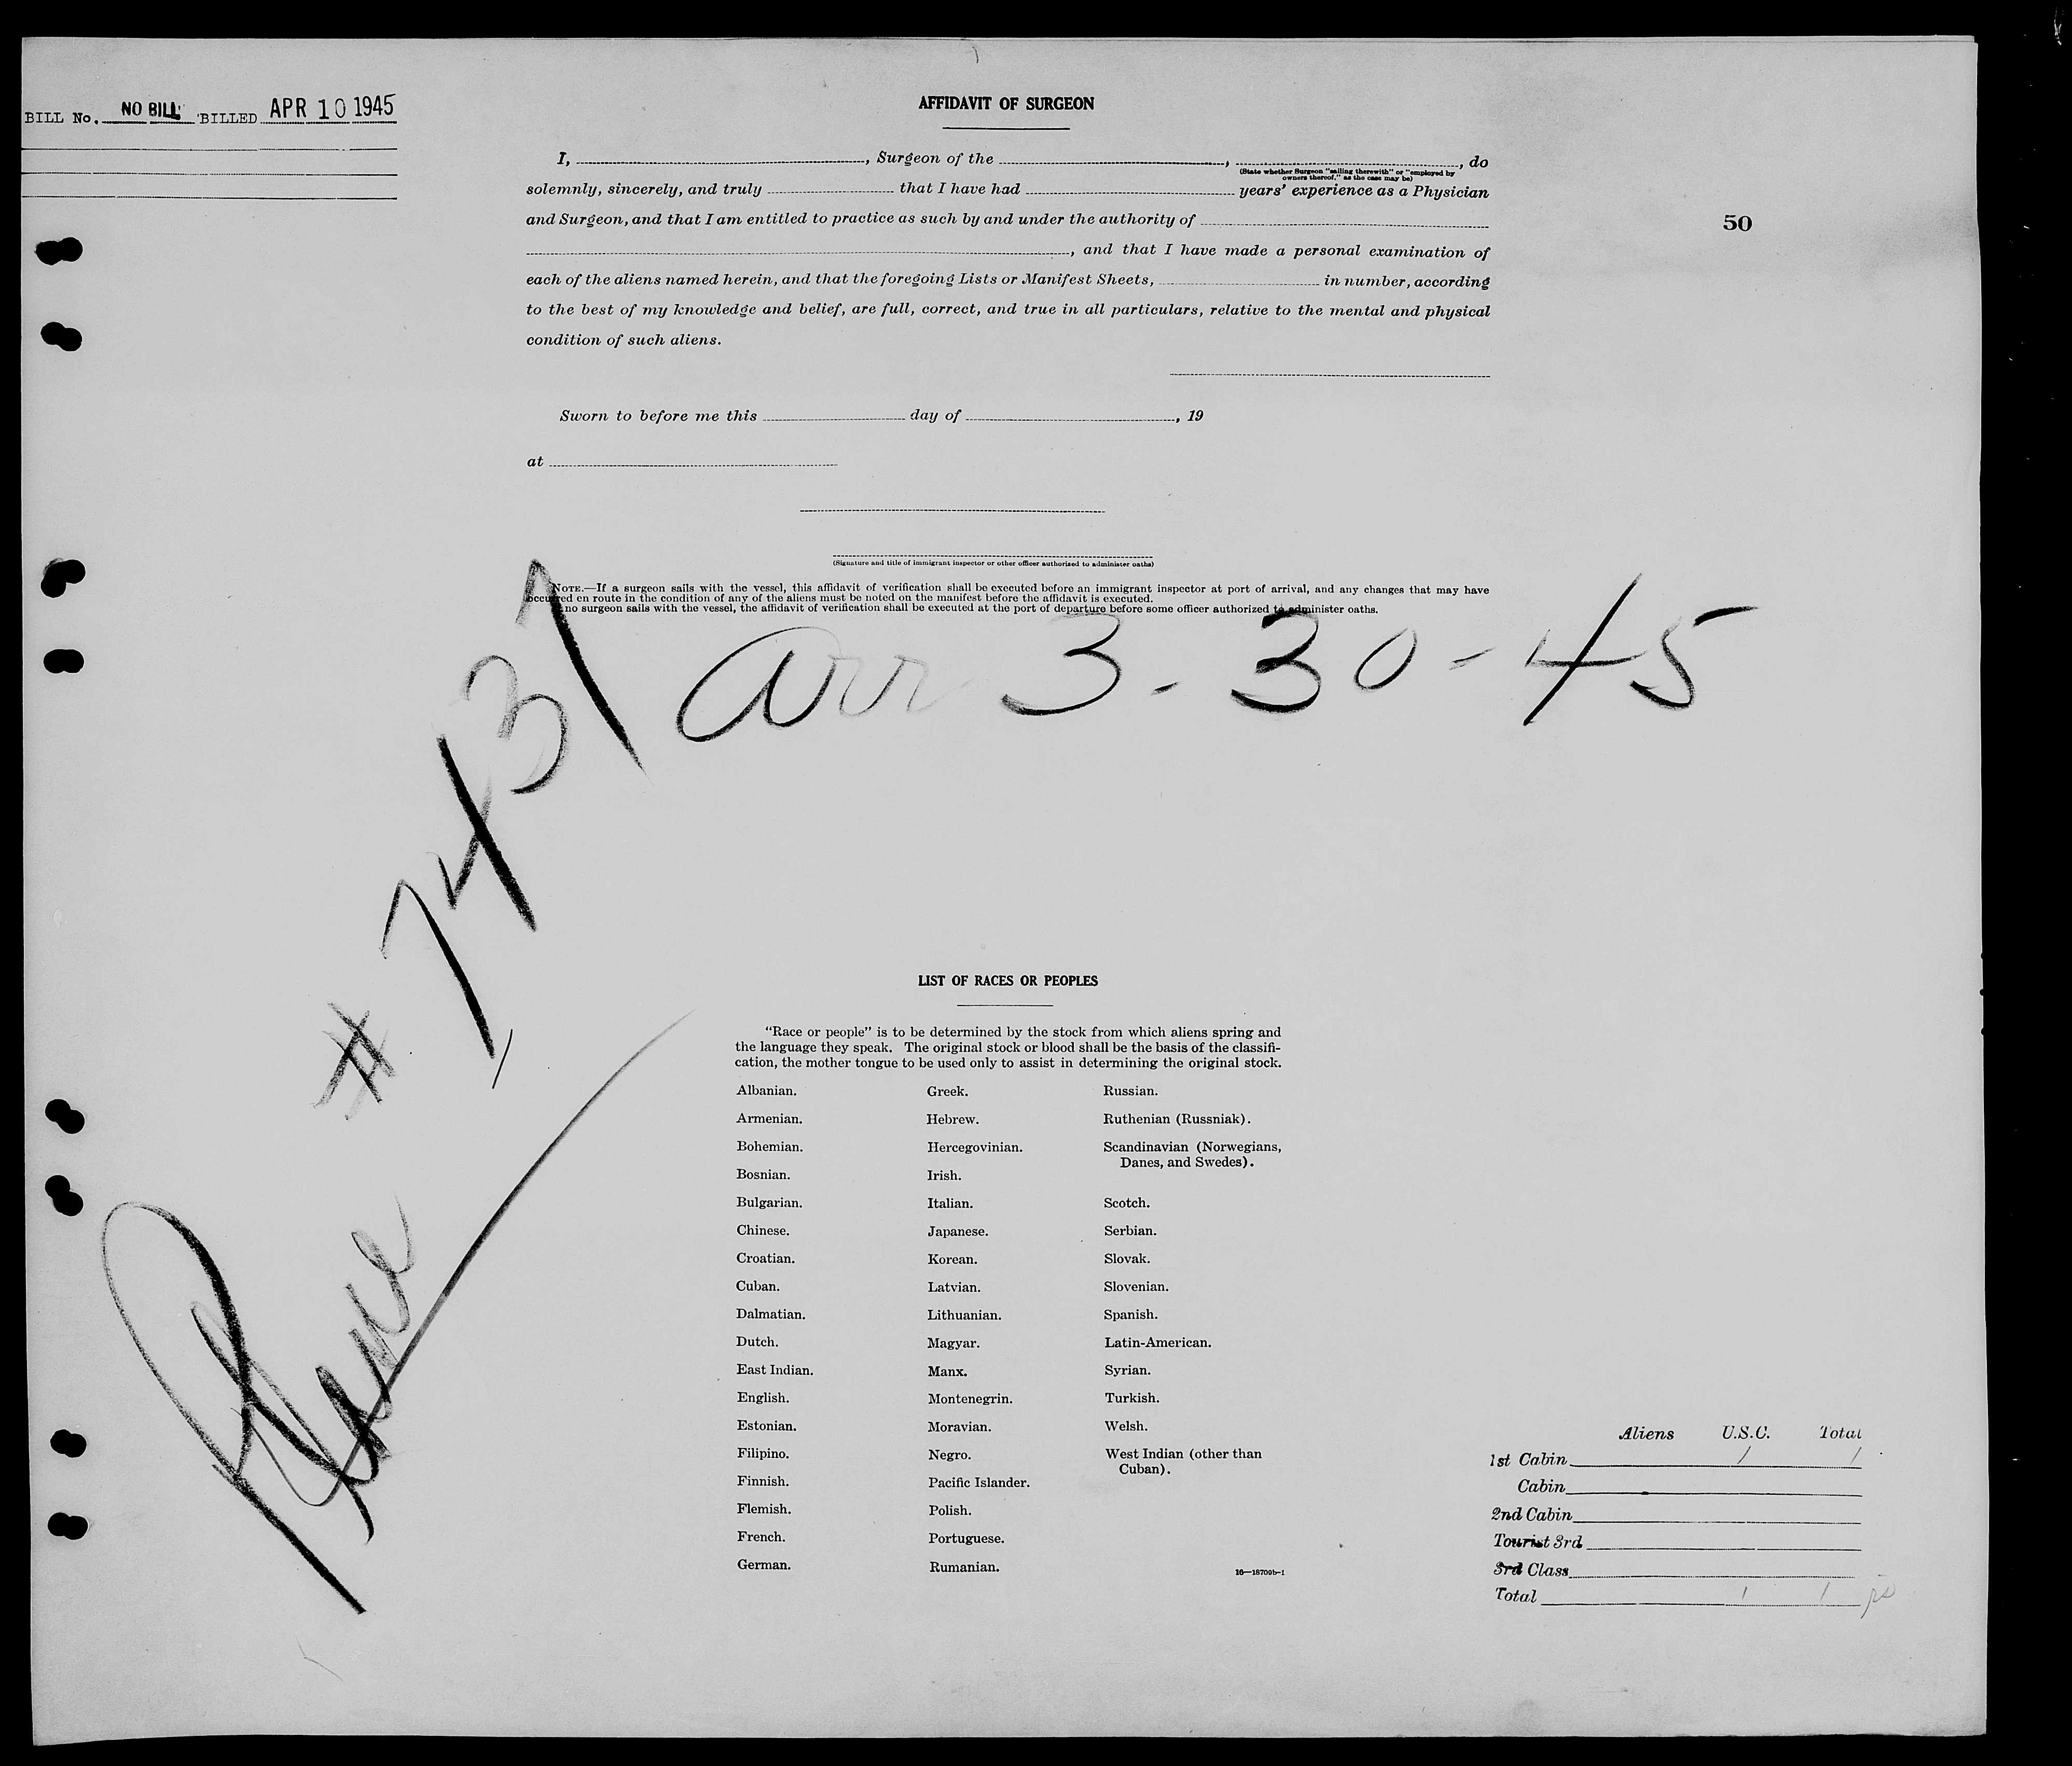 BILL No. NO BILL BILLED APR 10 1945
AFFIDAVIT OF SURGEON
I, , Surgeon of the , , do
(State whether Surgeon "sailing therewith" or "employed by
owners thereof," as the case may be)
solemnly, sincerely, and truly that I have had years' experience as a Physician
and Surgeon, and that I am entitled to practice as such by and under the authority of
50
, and that I have made a personal examination of
each of the aliens named herein, and that the foregoing Lists or Manifest Sheets, in number, according
to the best of my knowledge and belief, are full, correct, and true in all particulars, relative to the mental and physical
condition of such aliens.
Sworn to before me this day of , 19
at
(Signature and title of immigrant inspector or other officer authorized to administer oaths)
NOTE.—If a surgeon sails with the vessel, this affidavit of verification shall be executed before an immigrant inspector at port of arrival, and any changes that may have
occurred en route in the condition of any of the aliens must be noted on the manifest before the affidavit is executed.
no surgeon sails with the vessel, the affidavit of verification shall be executed at the port of departure before some officer authorized to administer oaths.
arr 3-30-45
# 7437
Plane
LIST OF RACES OR PEOPLES
"Race or people" is to be determined by the stock from which aliens spring and
the language they speak. The original stock or blood shall be the basis of the classifi-
cation, the mother tongue to be used only to assist in determining the original stock.
Albanian. Greek. Russian.
Armenian. Hebrew. Ruthenian (Russniak).
Bohemian. Hercegovinian. Scandinavian (Norwegians,
Danes, and Swedes).
Bosnian. Irish.
Bulgarian. Italian. Scotch.
Chinese. Japanese. Serbian.
Croatian. Korean. Slovak.
Cuban. Latvian. Slovenian.
Dalmatian. Lithuanian. Spanish.
Dutch. Magyar. Latin-American.
East Indian. Manx. Syrian.
English. Montenegrin. Turkish.
Estonian. Moravian. Welsh.
Filipino. Negro. West Indian (other than
Cuban).
Finnish. Pacific Islander.
Flemish. Polish.
French. Portuguese.
German. Rumanian.
16—18709b-1
Aliens U.S.C. Total
1st Cabin 1 1
Cabin
2nd Cabin
Tourist 3rd
3rd Class
Total 1 1